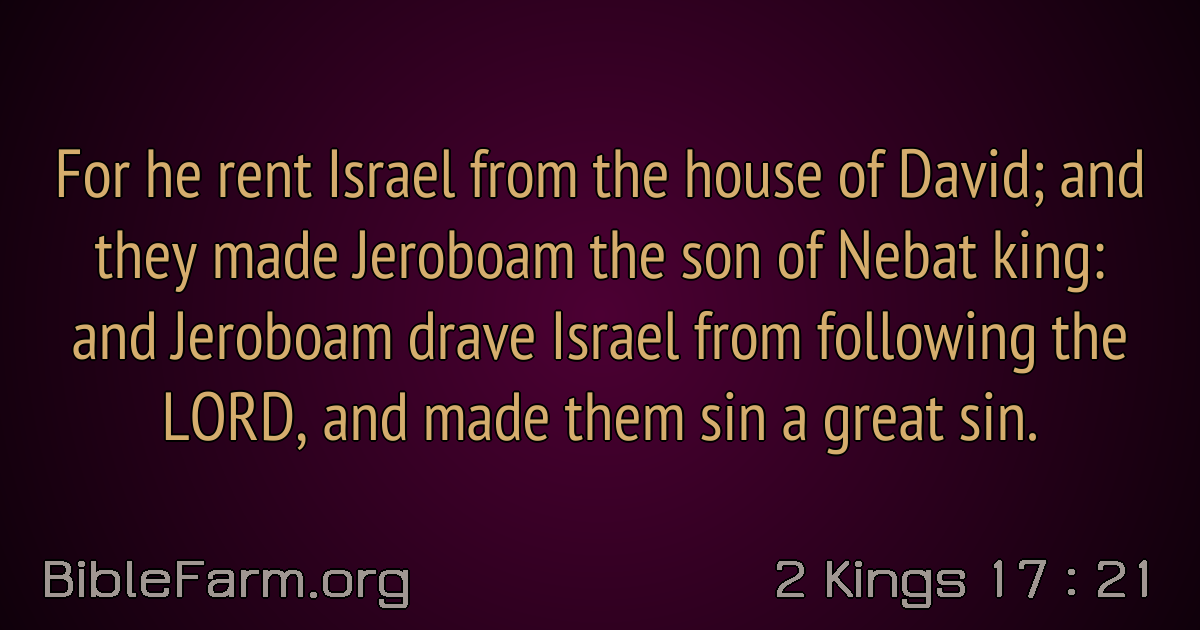 For he rent Israel from the house of David; and
they made Jeroboam the son of Nebat king:
and Jeroboam drave Israel from following the
LORD, and made them sin a great sin.
BibleFarm.org
2 Kings 17 : 21